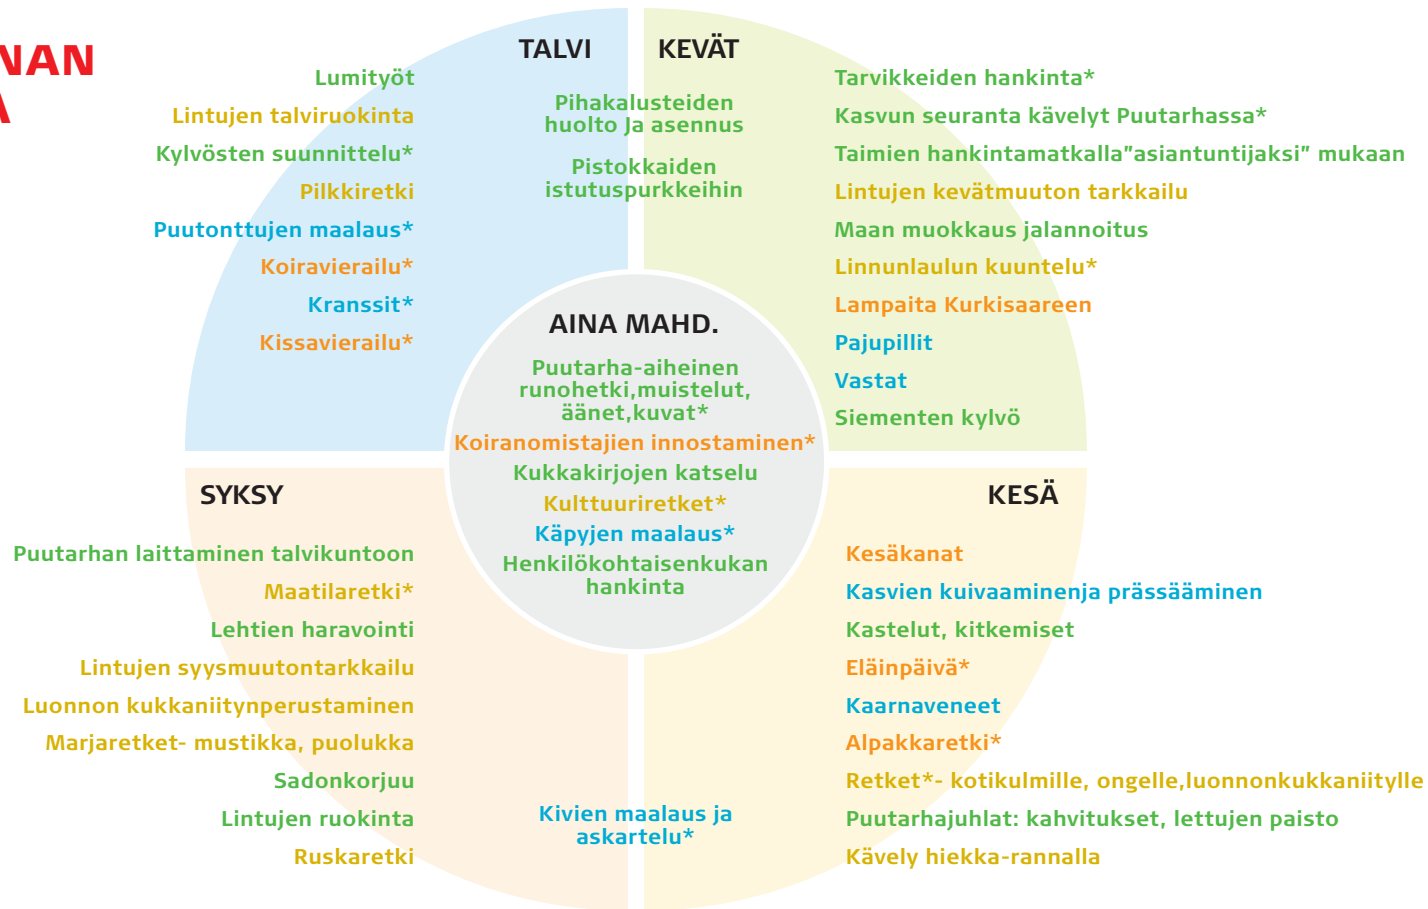 NAN
A
TALVI
Lumityöt
Lintujen talviruokinta
Kylvösten suunnittelu*
Pilkkiretki
Puutonttujen maalaus*
Koiravierailu*
Kranssit*
Kissavierailu*
Pihakalusteiden
huolto Ja asennus
Pistokkaiden
istutuspurkkeihin
KEVÄT
Tarvikkeiden hankinta*
Kasvun seuranta kävelyt Puutarhassa*
Taimien hankintamatkalla"asiantuntijaksi" mukaan
Lintujen kevätmuuton tarkkailu
Maan muokkaus jalannoitus
Linnunlaulun kuuntelu*
Lampaita Kurkisaareen
Pajupillit
Vastat
Siementen kylvö
AINA MAHD.
Puutarha-aiheinen
runohetki,muistelut,
äänet,kuvat*
Koiranomistajien innostaminen*
Kukkakirjojen katselu
Kulttuuriretket*
Käpyjen maalaus*
Henkilökohtaisenkukan
hankinta
SYKSY
Puutarhan laittaminen talvikuntoon
Maatilaretki*
Lehtien haravointi
Lintujen syysmuutontarkkailu
Luonnon kukkaniitynperustaminen
Marjaretket- mustikka, puolukka
Sadonkorjuu
Lintujen ruokinta
Ruskaretki
Kivien maalaus ja
askartelu*
KESÄ
Kesäkanat
Kasvien kuivaaminenja prässääminen
Kastelut, kitkemiset
Eläinpäivä*
Kaarnaveneet
Alpakkaretki*
Retket*- kotikulmille, ongelle,luonnonkukkaniitylle
Puutarhajuhlat: kahvitukset, lettujen paisto
Kävely hiekka-rannalla